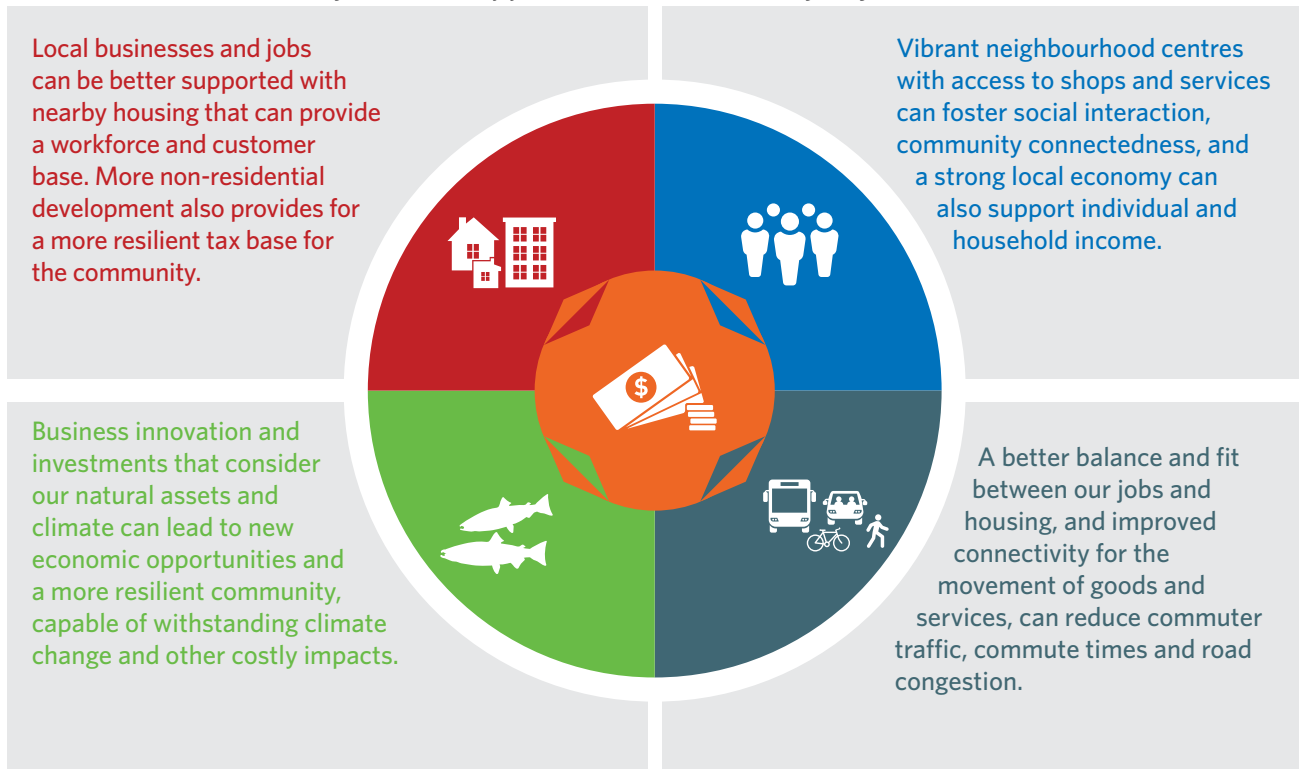 Local businesses and jobs
can be better supported with
nearby housing that can provide
a workforce and customer
base. More non-residential
development also provides for
a more resilient tax base for
the community.
Vibrant neighbourhood centres
with access to shops and services
can foster social interaction,
community connectedness, and
a strong local economy can
also support individual and
household income.
$
Business innovation and
investments that consider
our natural assets and
climate can lead to new
economic opportunities and
a more resilient community,
capable of withstanding climate
change and other costly impacts.
A better balance and fit
between our jobs and
housing, and improved
connectivity for the
movement of goods and
services, can reduce commuter
traffic, commute times and road
congestion.